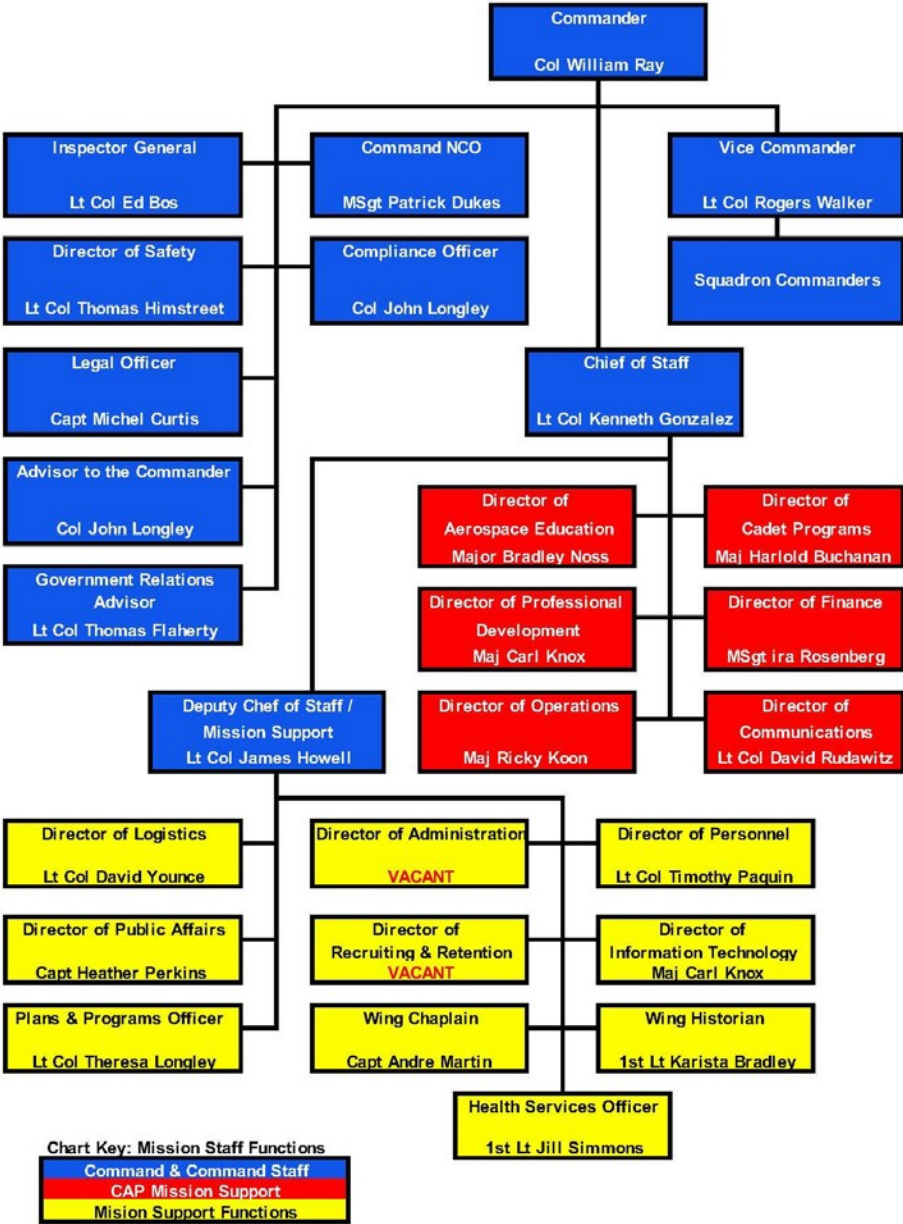 Commander
Col William Ray
Inspector General
Lt Col Ed Bos
Command NCO
MSgt Patrick Dukes
Vice Commander
Lt Col Rogers Walker
Director of Safety
Lt Col Thomas Himstreet
Compliance Officer
Col John Longley
Squadron Commanders
Legal Officer
Capt Michel Curtis
Chief of Staff
Lt Col Kenneth Gonzalez
Advisor to the Commander
Col John Longley
Director of
Aerospace Education
Major Bradley Noss
Director of
Cadet Programs
Maj Harlold Buchanan
Government Relations
Advisor
Lt Col Thomas Flaherty
Director of Professional
Development
Maj Carl Knox
Director of Finance
MSgt ira Rosenberg
Deputy Chef of Staff /
Mission Support
Lt Col James Howell
Director of Operations
Maj Ricky Koon
Director of
Communications
Lt Col David Rudawitz
Director of Logistics
Lt Col David Younce
Director of Administration
VACANT
Director of Personnel
Lt Col Timothy Paquin
Director of Public Affairs
Capt Heather Perkins
Director of
Recruiting & Retention
VACANT
Director of
Information Technology
Maj Carl Knox
Plans & Programs Officer
Lt Col Theresa Longley
Wing Chaplain
Capt Andre Martin
Wing Historian
1st Lt Karista Bradley
Health Services Officer
1st Lt Jill Simmons
Chart Key: Mission Staff Functions
Command & Command Staff
CAP Mission Support
Mision Support Functions